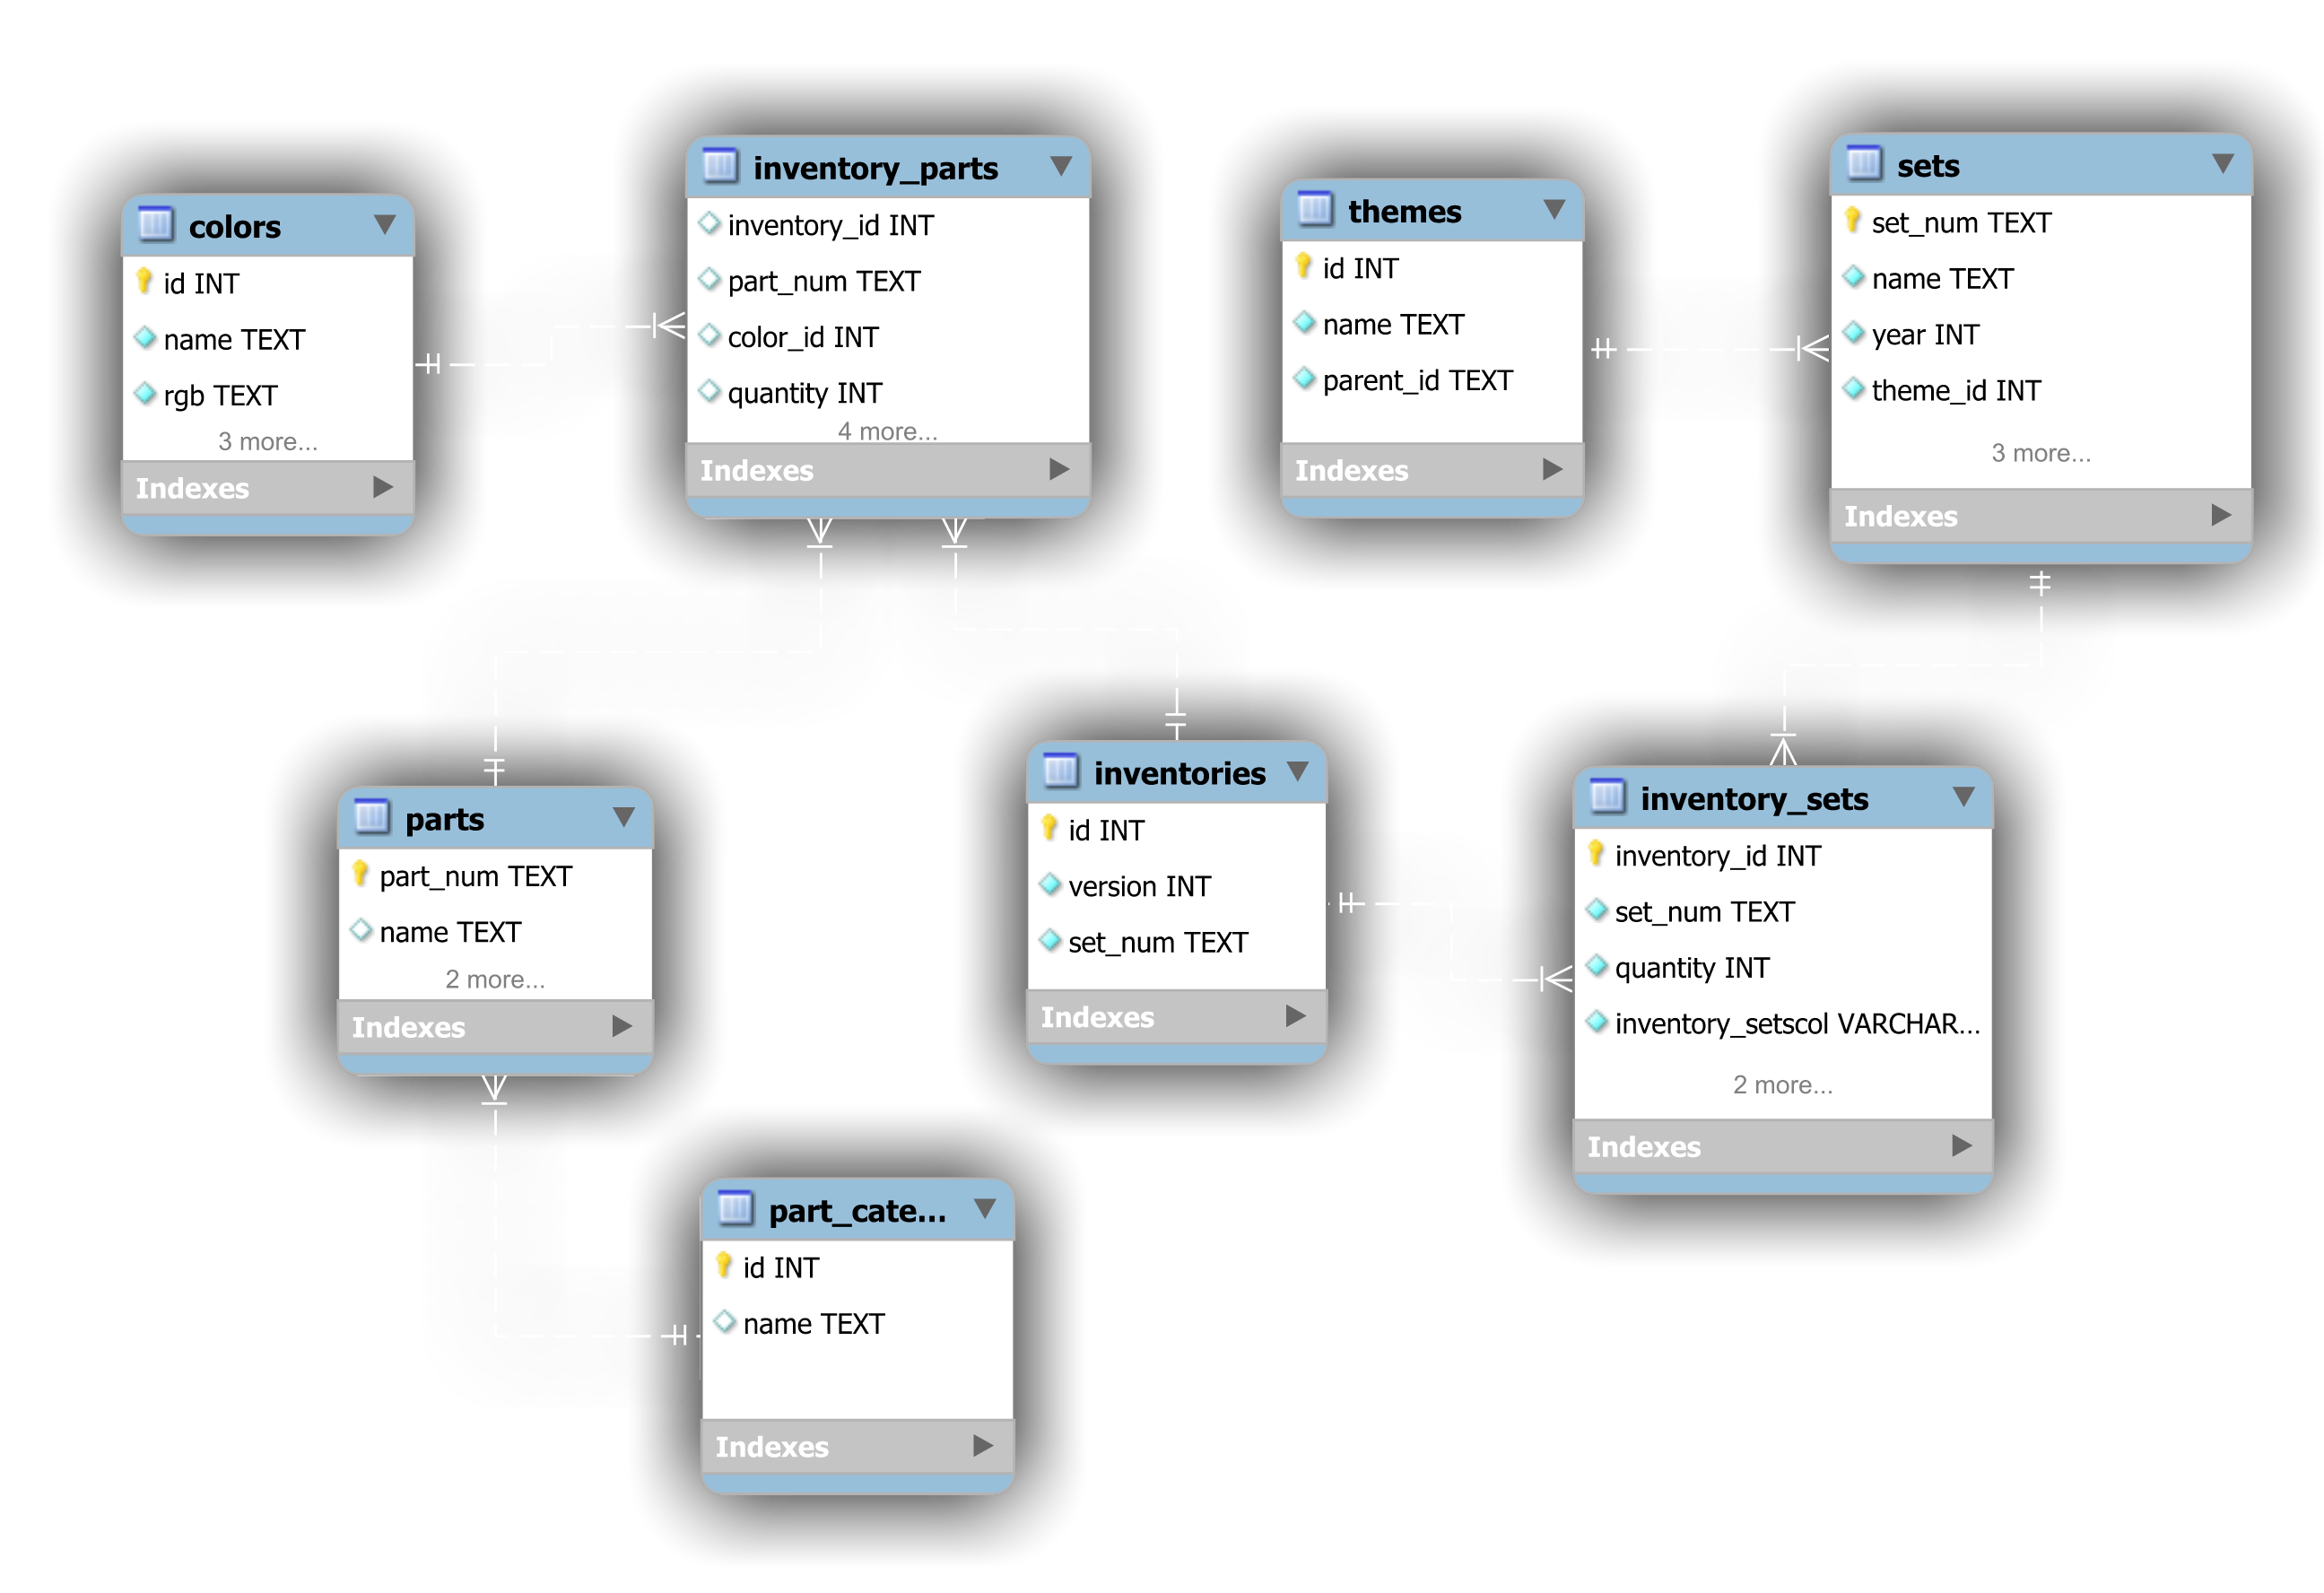 colors
id INT
name TEXT
rgb TEXT
3 more...
Indexes
inventory_parts
inventory_id INT
part_num TEXT
color_id INT
quantity INT
4 more...
Indexes
themes
id INT
name TEXT
parent_id TEXT
Indexes
sets
set_num TEXT
name TEXT
year INT
theme_id INT
3 more...
Indexes
parts
part_num TEXT
name TEXT
2 more...
Indexes
inventories
id INT
version INT
set_num TEXT
Indexes
inventory_sets
inventory_id INT
set_num TEXT
quantity INT
inventory_setscol VARCHAR...
2 more...
Indexes
part_cate...
id INT
name TEXT
Indexes